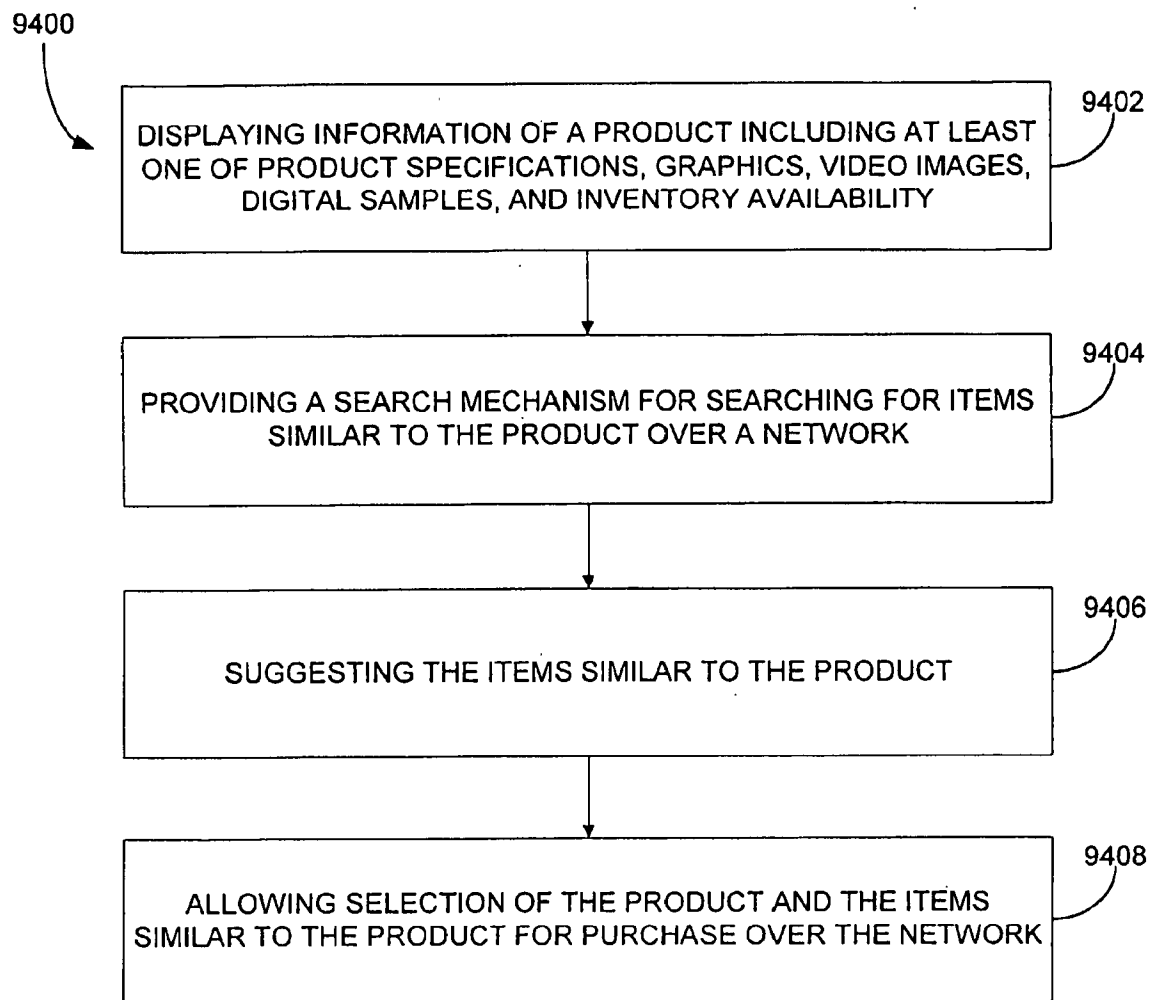 9400
9402
DISPLAYING INFORMATION OF A PRODUCT INCLUDING AT LEAST
ONE OF PRODUCT SPECIFICATIONS, GRAPHICS, VIDEO IMAGES,
DIGITAL SAMPLES, AND INVENTORY AVAILABILITY
9404
PROVIDING A SEARCH MECHANISM FOR SEARCHING FOR ITEMS
SIMILAR TO THE PRODUCT OVER A NETWORK
9406
SUGGESTING THE ITEMS SIMILAR TO THE PRODUCT
9408
ALLOWING SELECTION OF THE PRODUCT AND THE ITEMS
SIMILAR TO THE PRODUCT FOR PURCHASE OVER THE NETWORK